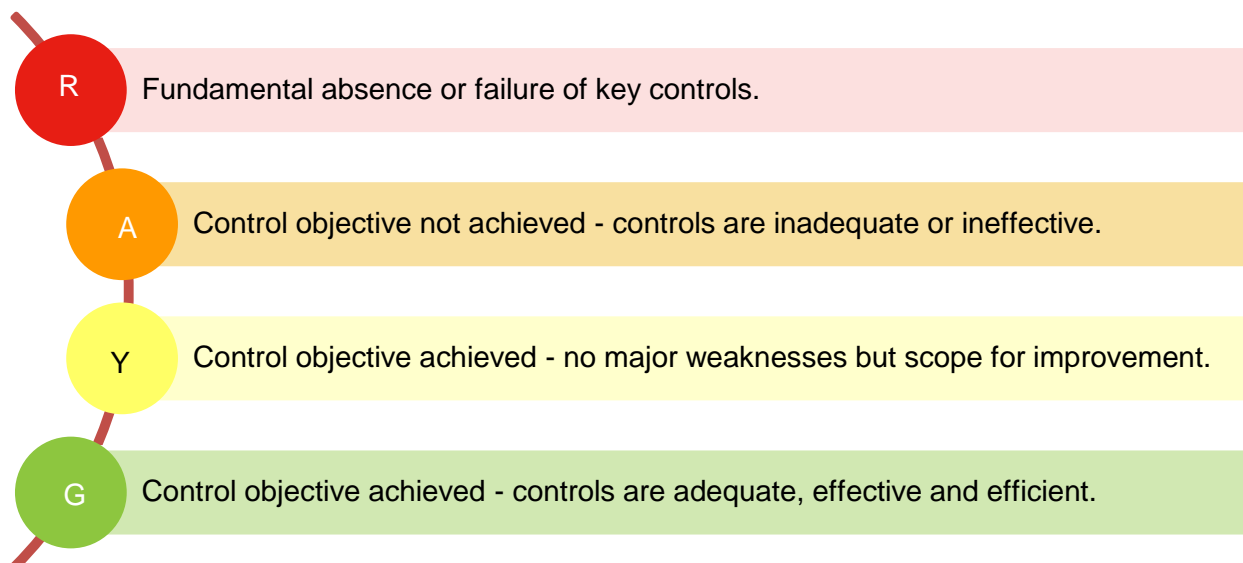 R
Fundamental absence or failure of key controls.
A
Control objective not achieved - controls are inadequate or ineffective.
Y
Control objective achieved - no major weaknesses but scope for improvement.
G
Control objective achieved - controls are adequate, effective and efficient.